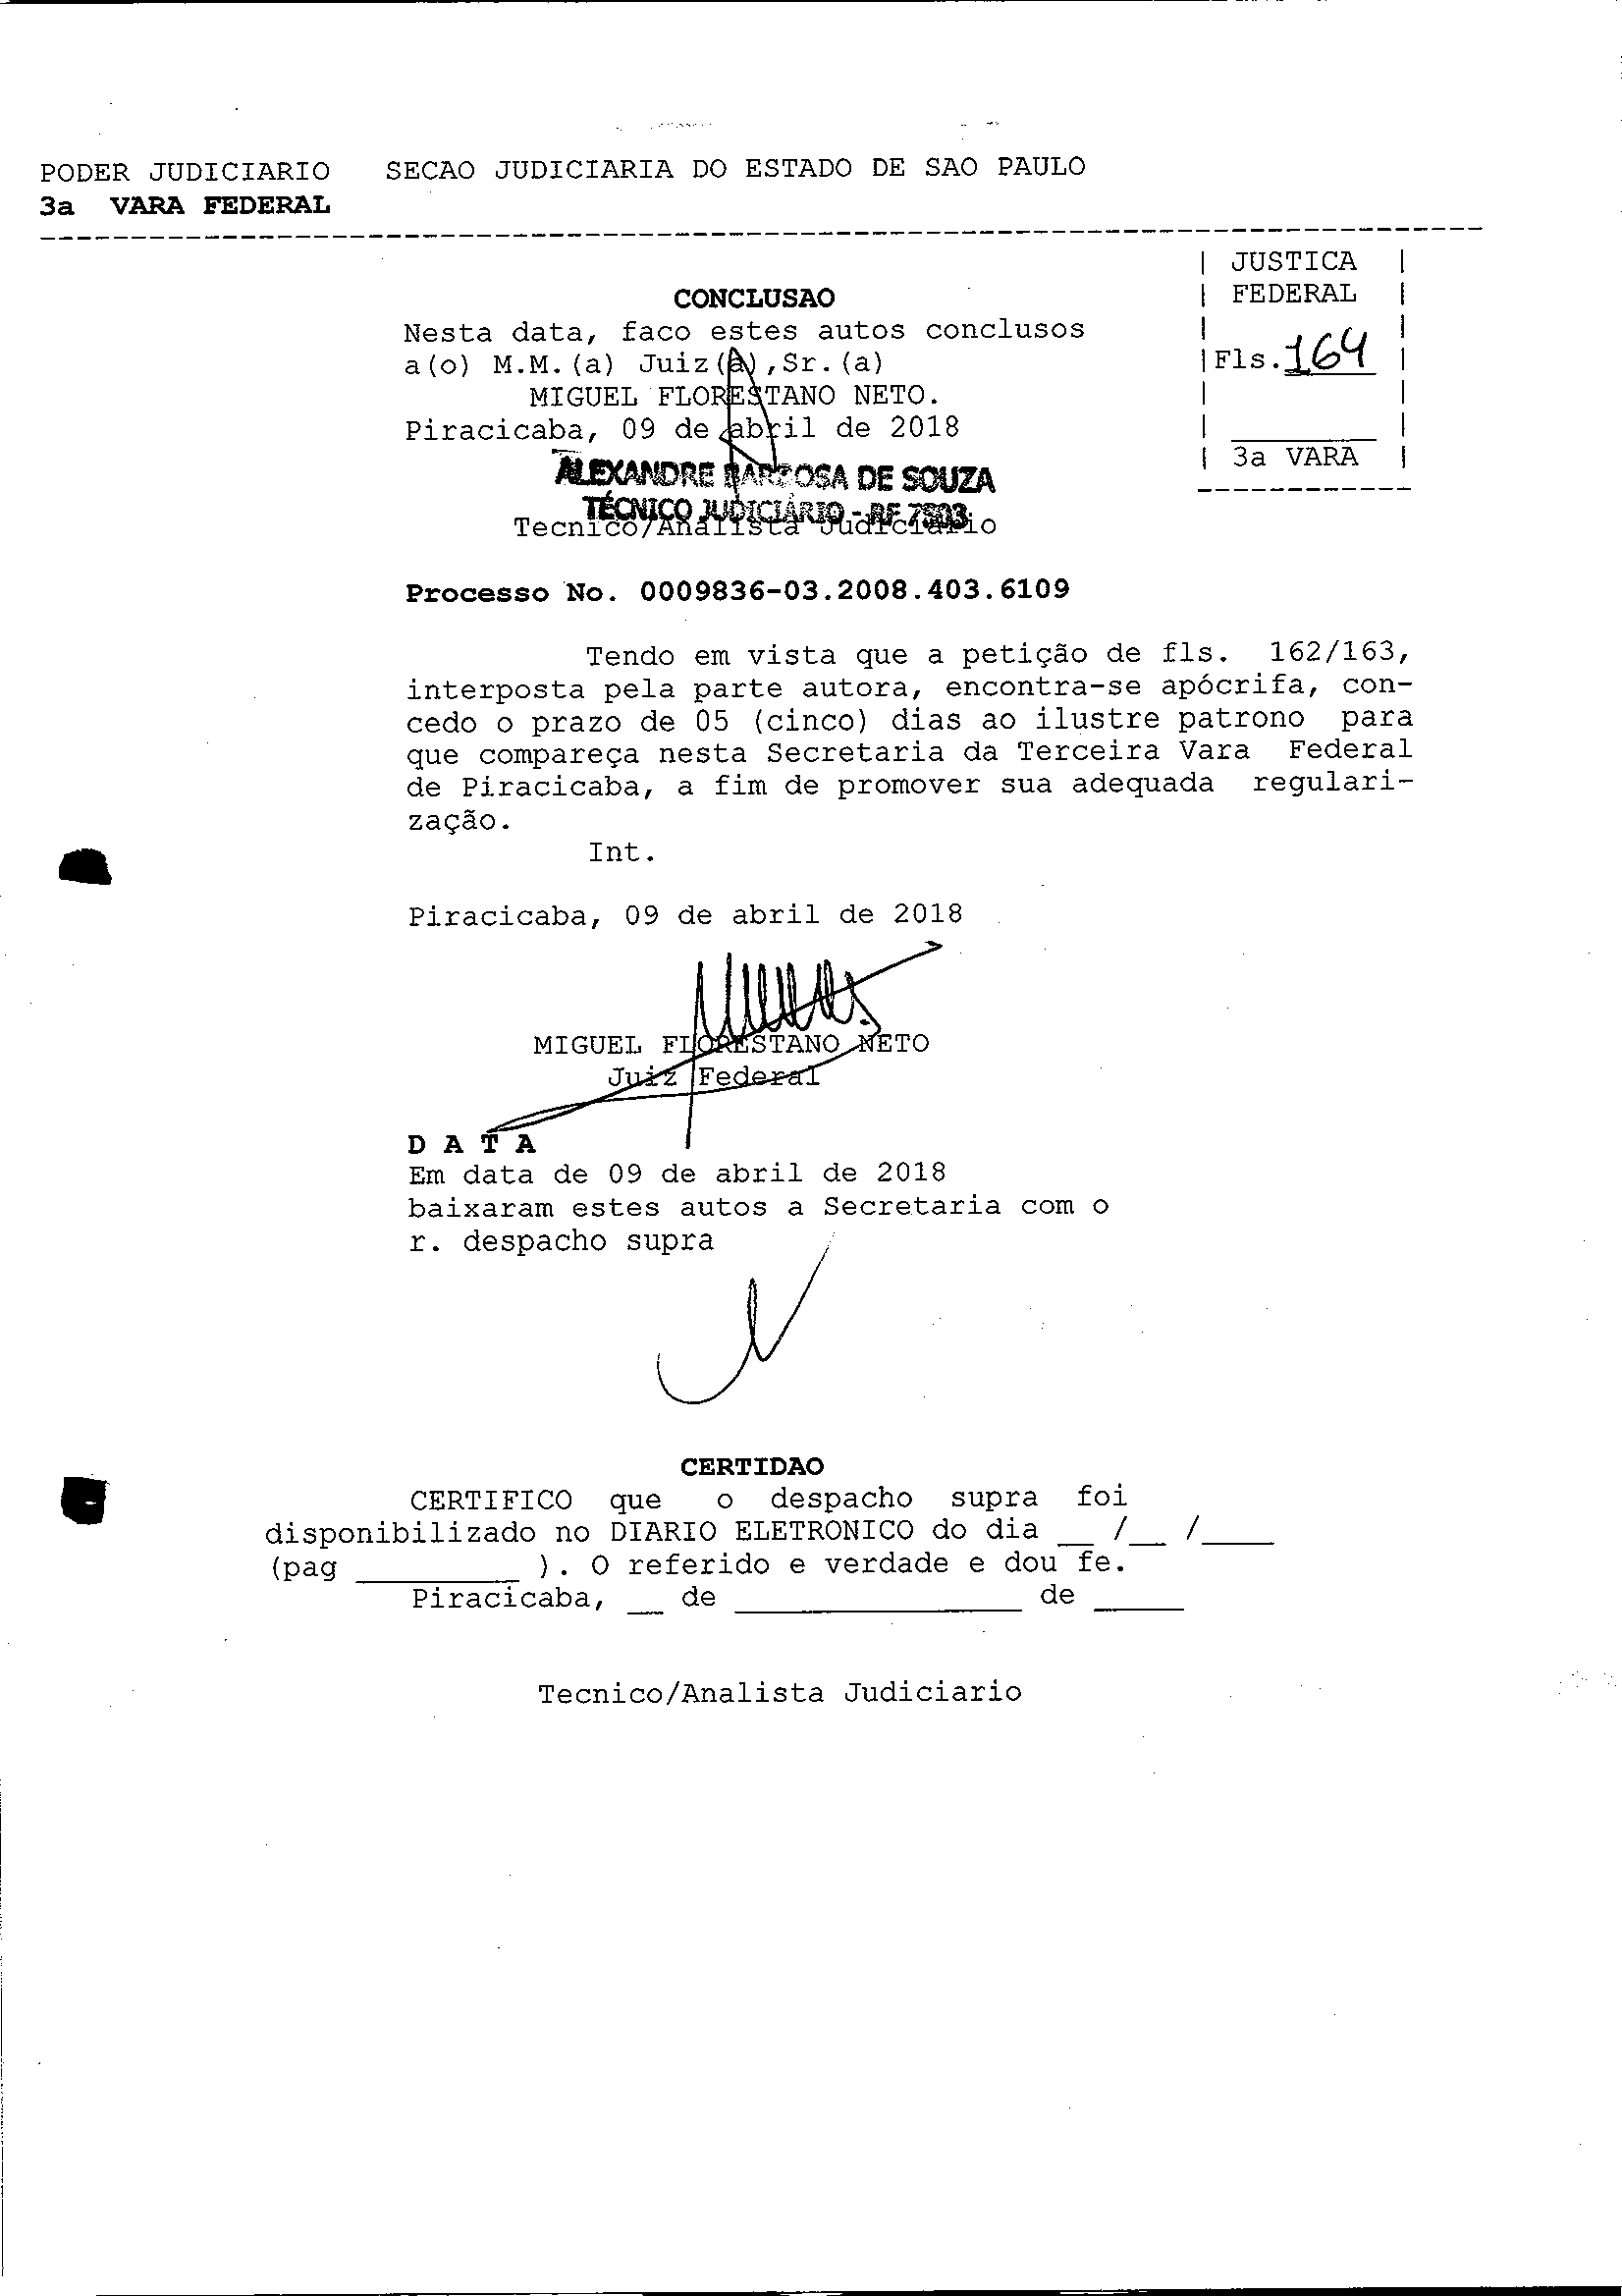 PODER JUDICIARIO SECAO JUDICIARIA DO ESTADO DE SAO PAULO
3a VARA FEDERAL
JUSTICA
FEDERAL
Fls. 164
3a VARA
CONCLUSAO
Nesta data, faco estes autos conclusos
a(o) M.M.(a) Juiz(a),Sr.(a)
MIGUEL FLORESTANO NETO.
Piracicaba, 09 de abril de 2018
ALEXANDRE BARBOSA DE SOUZA
TÉCNICO JUDICIÁRIO - RF
Tecnico/Analista Judiciario
Processo No. 0009836-03.2008.403.6109
Tendo em vista que a petição de fls. 162/163,
interposta pela parte autora, encontra-se apócrifa, con-
cedo o prazo de 05 (cinco) dias ao ilustre patrono para
que compareça nesta Secretaria da Terceira Vara Federal
de Piracicaba, a fim de promover sua adequada regulari-
zação.
Int.
Piracicaba, 09 de abril de 2018
MIGUEL FLORESTANO NETO
Juiz Federal
D A T A
Em data de 09 de abril de 2018
baixaram estes autos a Secretaria com o
r. despacho supra
CERTIDAO
CERTIFICO que o despacho supra foi
disponibilizado no DIARIO ELETRONICO do dia __ /__ /____
(pag _________ ). O referido e verdade e dou fe.
Piracicaba, __ de ________________ de _____
Tecnico/Analista Judiciario